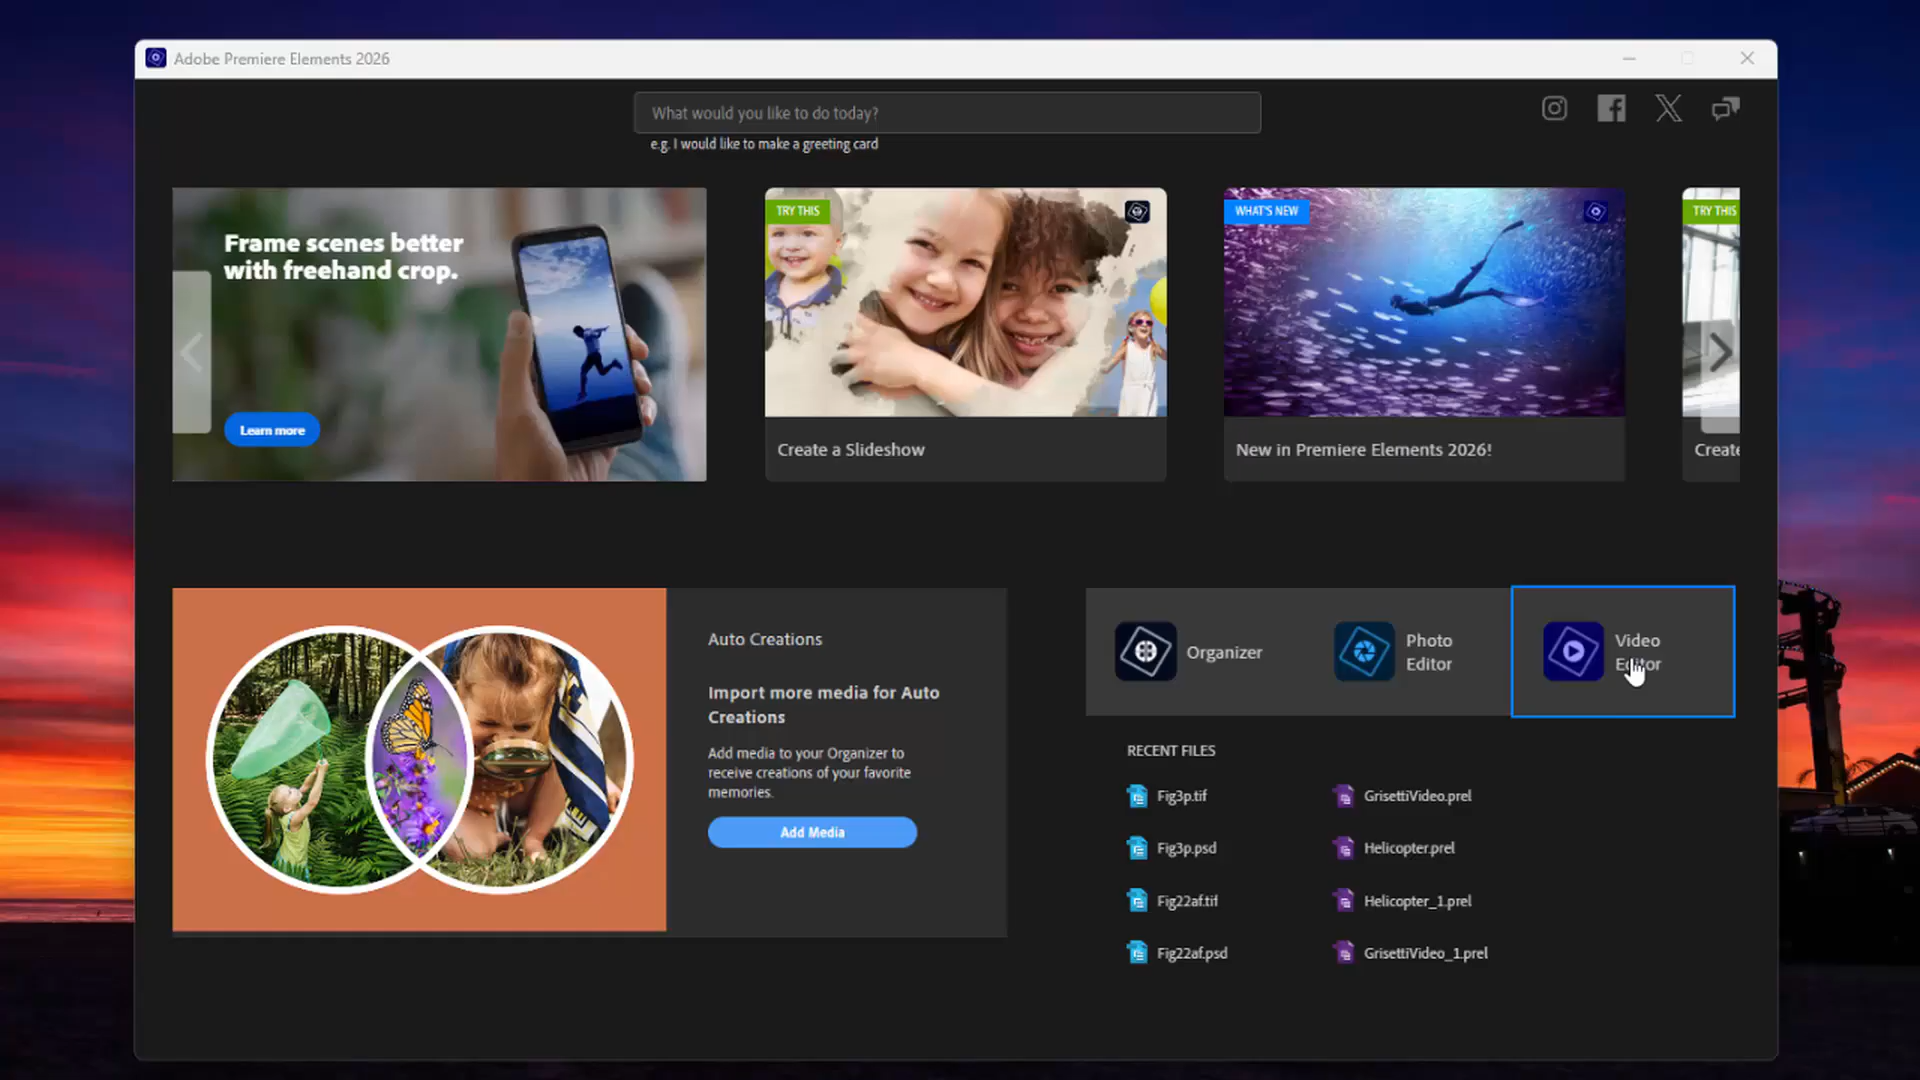 Adobe Premiere Elements 2026
What would you like to do today?
e.g. I would like to make a greeting card
Frame scenes better
with freehand crop.
Learn more
TRY THIS
Create a Slideshow
WHAT'S NEW
New in Premiere Elements 2026!
TRY THIS
Create
Auto Creations
Import more media for Auto
Creations
Add media to your Organizer to
receive creations of your favorite
memories.
Add Media
Organizer
Photo
Editor
Video
Editor
RECENT FILES
Fig3p.tif
GrisettiVideo.prel
Fig3p.psd
Helicopter.prel
Fig22af.tif
Helicopter_1.prel
Fig22af.psd
GrisettiVideo_1.prel